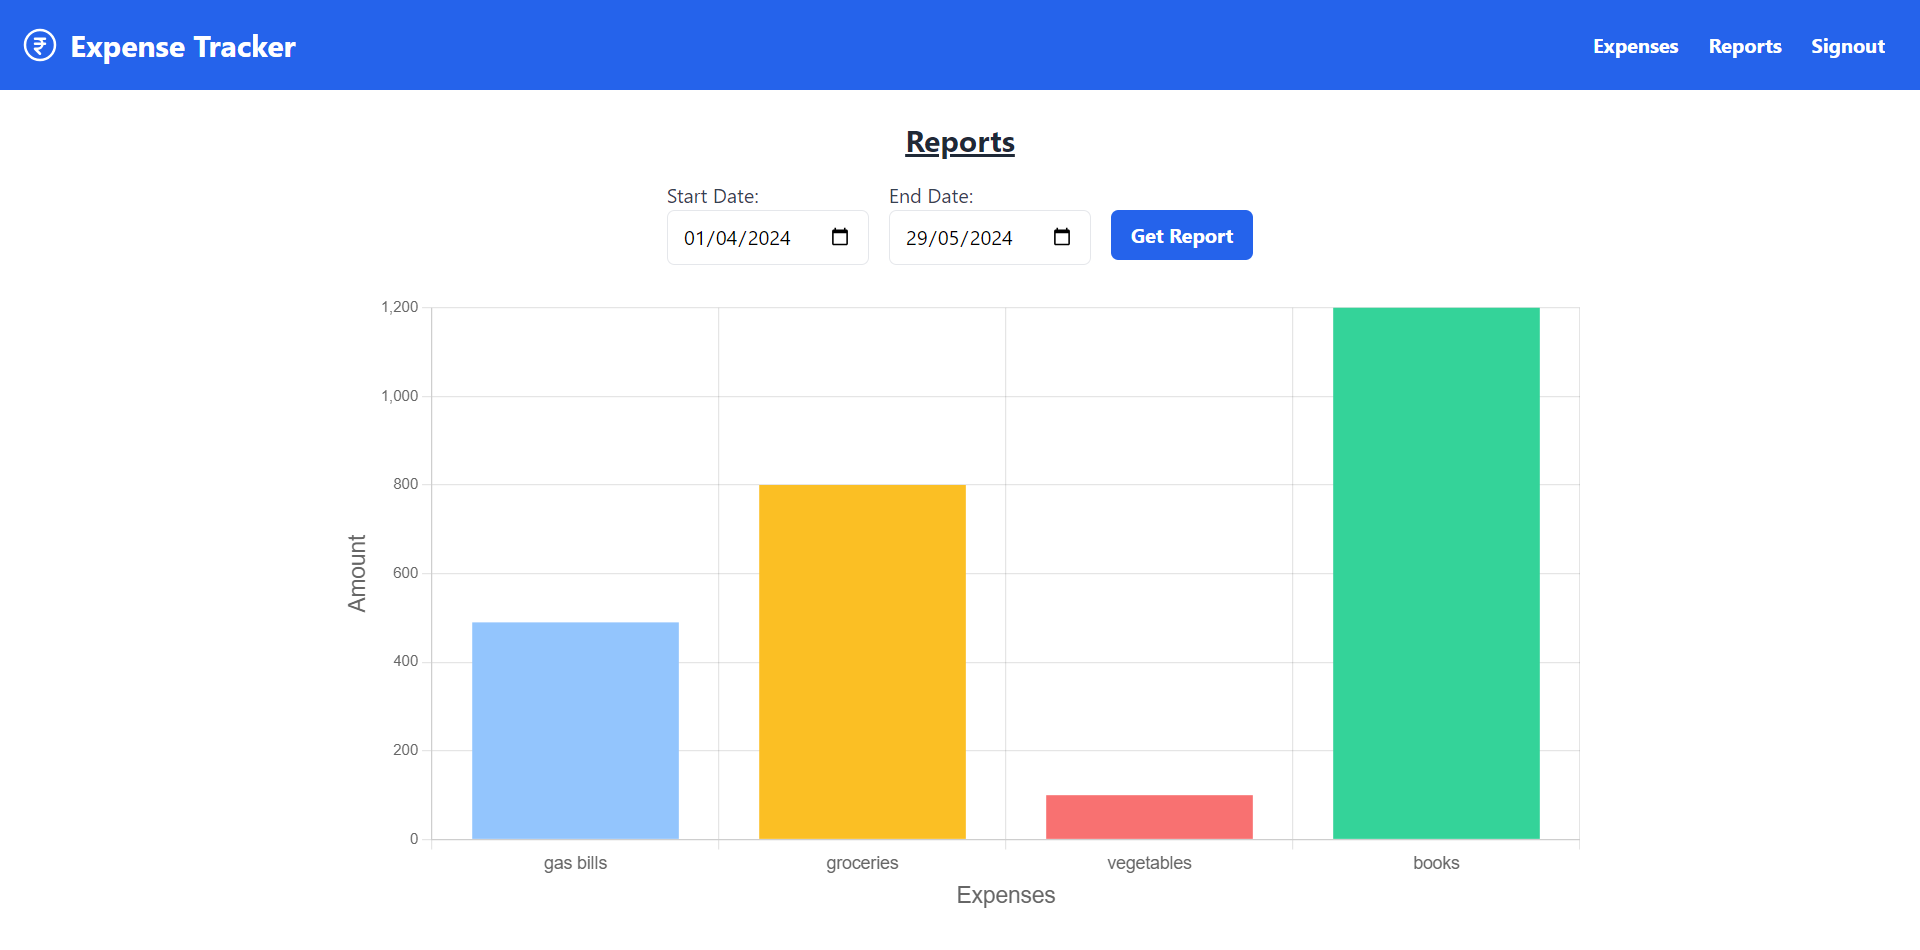 Expense Tracker
Expenses Reports Signout
Reports
Start Date: End Date:
01/04/2024 29/05/2024 Get Report
1,200
1,000
800
600
400
200
0
Amount
gas bills groceries vegetables books
Expenses